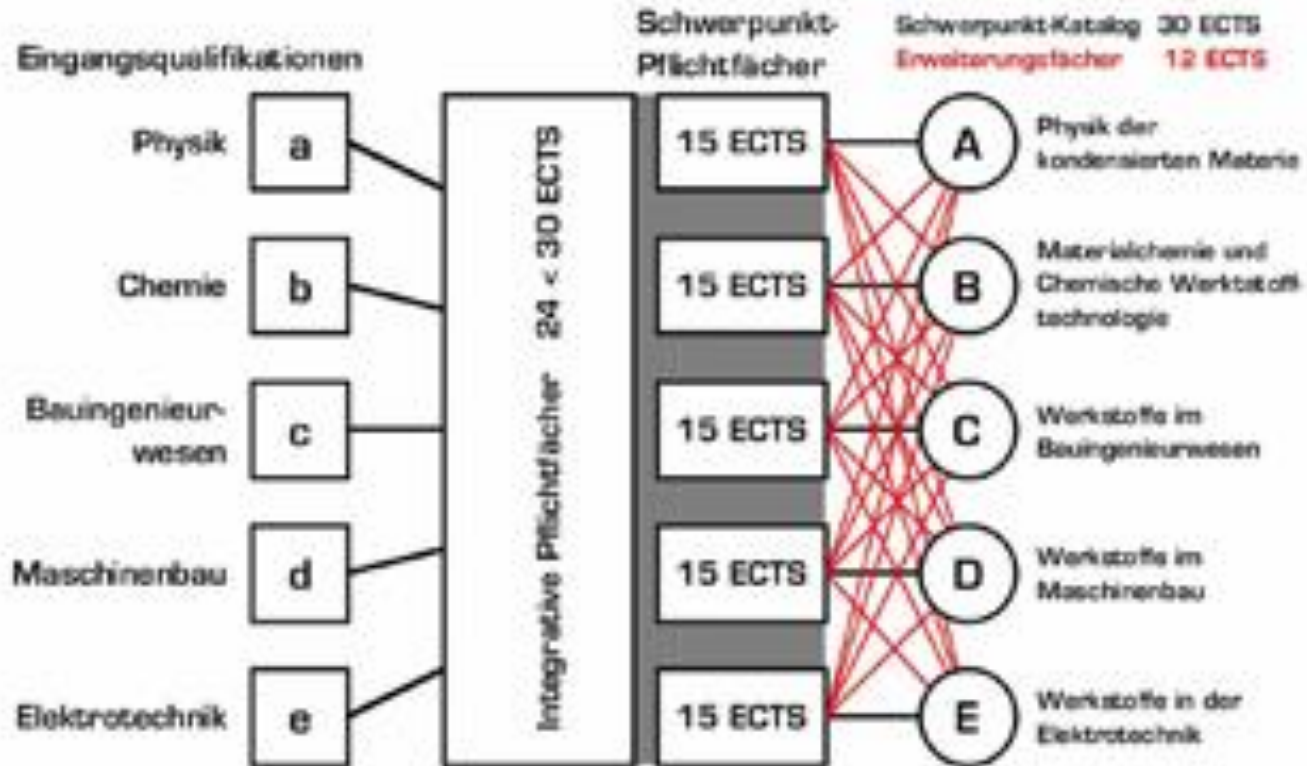 Eingangsqualifikationen
Schwerpunkt-
Pflichtfächer
Schwerpunkt-Katalog 30 ECTS
Erweiterungsfächer 12 ECTS
Physik
a
Chemie
b
Bauingenieur-
wesen
c
Maschinenbau
d
Elektrotechnik
e
Integrative Pflichtfächer 24 < 30 ECTS
15 ECTS
15 ECTS
15 ECTS
15 ECTS
15 ECTS
A
Physik der
kondensierten Materie
B
Materialchemie und
Chemische Werktstoff-
technologie
C
Werkstoffe im
Bauingenieurwesen
D
Werkstoffe im
Maschinenbau
E
Werkstoffe in der
Elektrotechnik